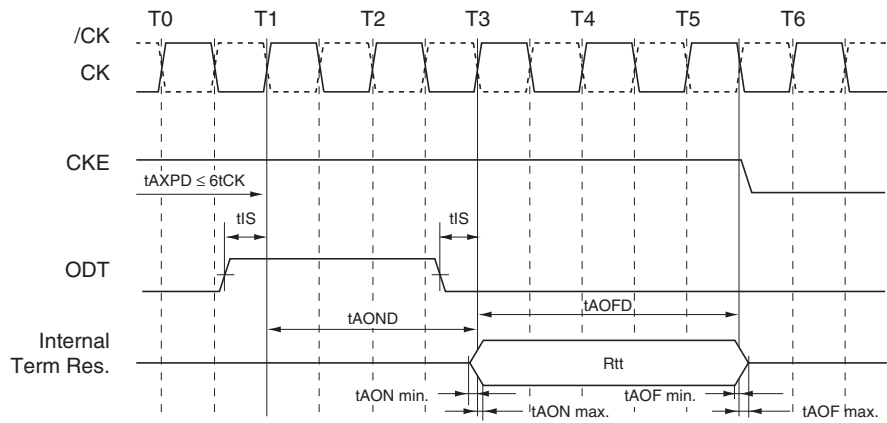 T0 T1 T2 T3 T4 T5 T6
/CK
CK
CKE
tAXPD ≤ 6tCK
tIS tIS
ODT
tAOND tAOFD
Internal
Term Res.
Rtt
tAON min. tAOF min.
tAON max. tAOF max.